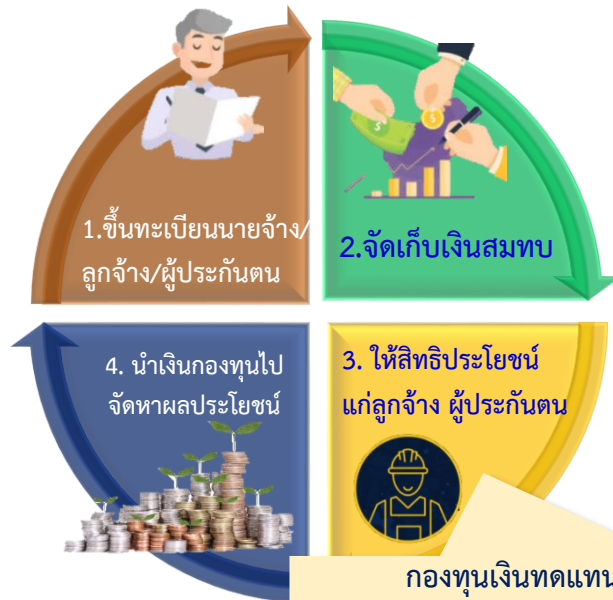 1.ขึ้นทะเบียนนายจ้าง/
ลูกจ้าง/ผู้ประกันตน
2.จัดเก็บเงินสมทบ
3. ให้สิทธิประโยชน์
แก่ลูกจ้าง ผู้ประกันตน
4. นำเงินกองทุนไป
จัดหาผลประโยชน์
กองทุนเงินทดแทน